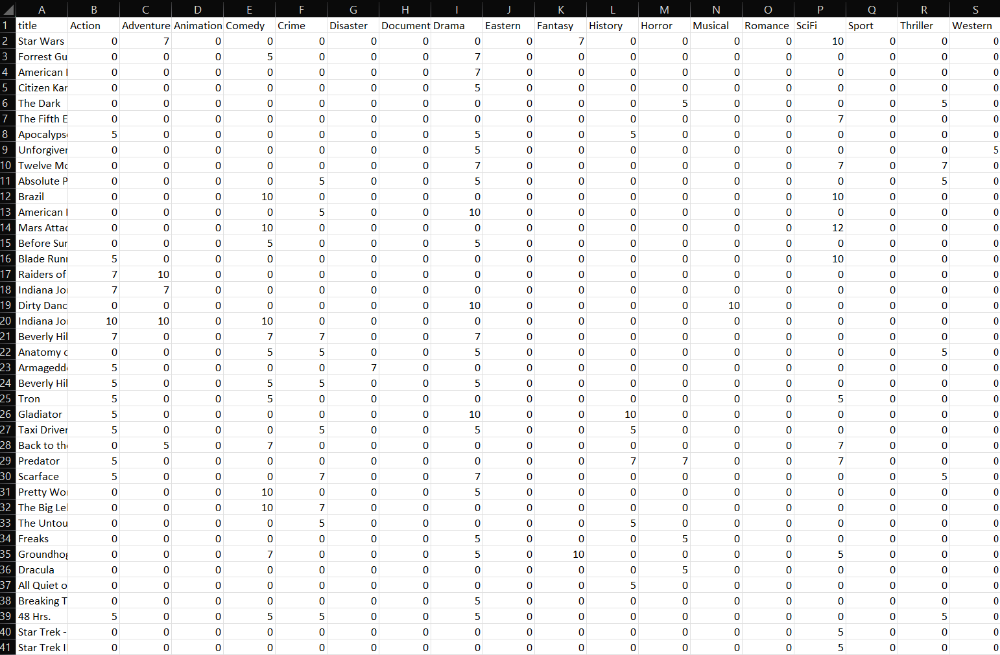 A B C D E F G H I J K L M N O P Q R S
1 title Action Adventure Animation Comedy Crime Disaster Document Drama Eastern Fantasy History Horror Musical Romance SciFi Sport Thriller Western
2 Star Wars 0 7 0 0 0 0 0 0 0 7 0 0 0 0 10 0 0 0
3 Forrest Gu 0 0 0 5 0 0 0 7 0 0 0 0 0 0 0 0 0 0
4 American I 0 0 0 0 0 0 0 7 0 0 0 0 0 0 0 0 0 0
5 Citizen Kar 0 0 0 0 0 0 0 5 0 0 0 0 0 0 0 0 0 0
6 The Dark 0 0 0 0 0 0 0 0 0 0 0 5 0 0 0 0 5 0
7 The Fifth E 0 0 0 0 0 0 0 0 0 0 0 0 0 0 7 0 0 0
8 Apocalyps 5 0 0 0 0 0 0 5 0 0 5 0 0 0 0 0 0 0
9 Unforgiver 0 0 0 0 0 0 0 5 0 0 0 0 0 0 0 0 0 5
10 Twelve Mo 0 0 0 0 0 0 0 7 0 0 0 0 0 0 7 0 7 0
11 Absolute P 0 0 0 0 5 0 0 5 0 0 0 0 0 0 0 0 5 0
12 Brazil 0 0 0 10 0 0 0 0 0 0 0 0 0 0 10 0 0 0
13 American I 0 0 0 0 5 0 0 10 0 0 0 0 0 0 0 0 0 0
14 Mars Attac 0 0 0 10 0 0 0 0 0 0 0 0 0 0 12 0 0 0
15 Before Sur 0 0 0 5 0 0 0 5 0 0 0 0 0 0 0 0 0 0
16 Blade Runr 5 0 0 0 0 0 0 0 0 0 0 0 0 0 10 0 0 0
17 Raiders of 7 10 0 0 0 0 0 0 0 0 0 0 0 0 0 0 0 0
18 Indiana Jo 7 7 0 0 0 0 0 0 0 0 0 0 0 0 0 0 0 0
19 Dirty Danc 0 0 0 0 0 0 0 10 0 0 0 0 10 0 0 0 0 0
20 Indiana Jo 10 10 0 10 0 0 0 0 0 0 0 0 0 0 0 0 0 0
21 Beverly Hil 7 0 0 7 7 0 0 7 0 0 0 0 0 0 0 0 0 0
22 Anatomy o 0 0 0 5 5 0 0 5 0 0 0 0 0 0 0 0 5 0
23 Armagedd 5 0 0 0 0 7 0 0 0 0 0 0 0 0 0 0 0 0
24 Beverly Hil 5 0 0 5 5 0 0 5 0 0 0 0 0 0 0 0 0 0
25 Tron 5 0 0 5 0 0 0 0 0 0 0 0 0 0 5 0 0 0
26 Gladiator 5 0 0 0 0 0 0 10 0 0 10 0 0 0 0 0 0 0
27 Taxi Driver 5 0 0 0 5 0 0 5 0 0 5 0 0 0 0 0 0 0
28 Back to the 0 5 0 7 0 0 0 0 0 0 0 0 0 0 7 0 0 0
29 Predator 5 0 0 0 0 0 0 0 0 0 7 7 0 0 7 0 0 0
30 Scarface 5 0 0 0 7 0 0 7 0 0 0 0 0 0 0 0 5 0
31 Pretty Wo 0 0 0 10 0 0 0 5 0 0 0 0 0 0 0 0 0 0
32 The Big Le 0 0 0 10 7 0 0 0 0 0 0 0 0 0 0 0 0 0
33 The Untou 0 0 0 0 5 0 0 0 0 0 5 0 0 0 0 0 0 0
34 Freaks 0 0 0 0 0 0 0 5 0 0 0 5 0 0 0 0 0 0
35 Groundhog 0 0 0 7 0 0 0 5 0 10 0 0 0 0 5 0 0 0
36 Dracula 0 0 0 0 0 0 0 0 0 0 0 5 0 0 0 0 0 0
37 All Quiet o 0 0 0 0 0 0 0 0 0 0 5 0 0 0 0 0 0 0
38 Breaking T 0 0 0 0 0 0 0 5 0 0 0 0 0 0 0 0 0 0
39 48 Hrs. 5 0 0 5 5 0 0 5 0 0 0 0 0 0 0 0 5 0
40 Star Trek - 0 0 0 0 0 0 0 0 0 0 0 0 0 0 5 0 0 0
41 Star Trek I 0 0 0 0 0 0 0 0 0 0 0 0 0 0 5 0 0 0